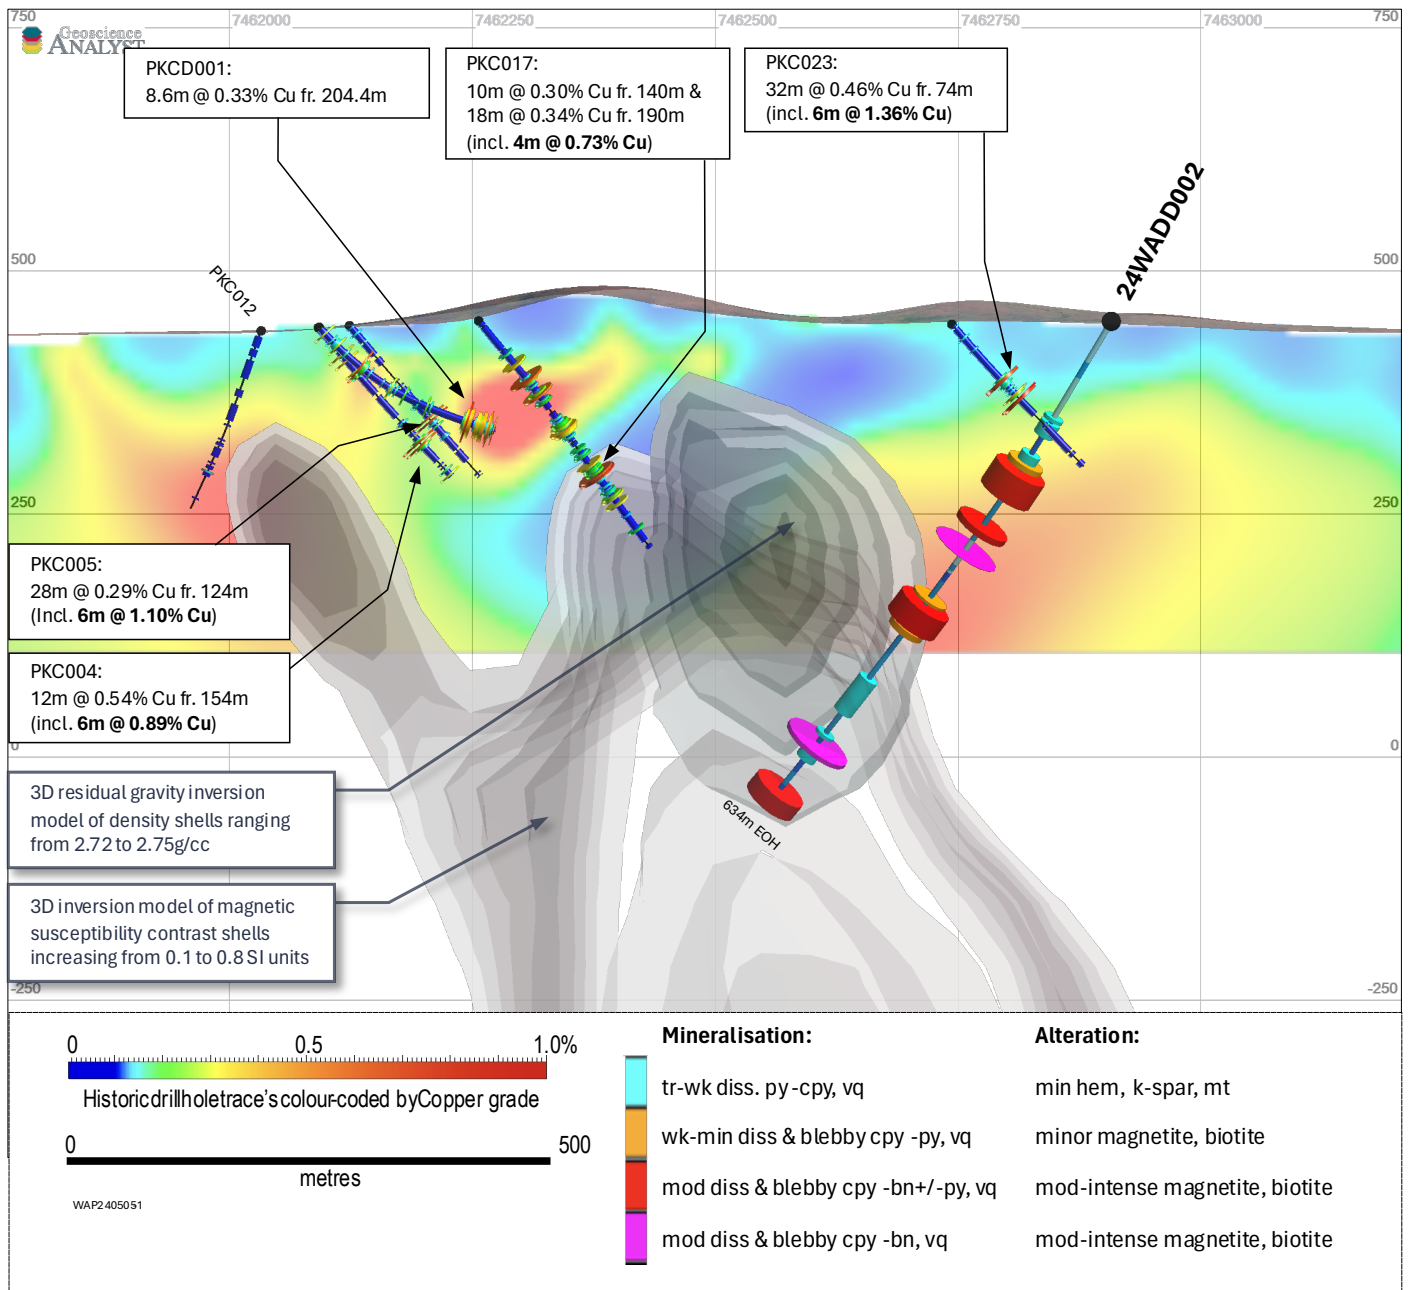 750
7462000
7462250
7462500
7462750
7463000
750
Geoscience
ANALYST
PKCD001:
8.6m @ 0.33% Cu fr. 204.4m
PKC017:
10m @ 0.30% Cu fr. 140m &
18m @ 0.34% Cu fr. 190m
(incl. 4m @ 0.73% Cu)
PKC023:
32m @ 0.46% Cu fr. 74m
(incl. 6m @ 1.36% Cu)
24WADD002
500
500
PKC012
250
250
PKC005:
28m @ 0.29% Cu fr. 124m
(Incl. 6m @ 1.10% Cu)
PKC004:
12m @ 0.54% Cu fr. 154m
(incl. 6m @ 0.89% Cu)
0
0
3D residual gravity inversion
model of density shells ranging
from 2.72 to 2.75g/cc
634m EOH
3D inversion model of magnetic
susceptibility contrast shells
increasing from 0.1 to 0.8 SI units
-250
-250
0 0.5 1.0%
Historic drillhole trace's colour-coded by Copper grade
0 500
metres
WAP2405051
Mineralisation: Alteration:
tr-wk diss. py -cpy, vq min hem, k-spar, mt
wk-min diss & blebby cpy -py, vq minor magnetite, biotite
mod diss & blebby cpy -bn+/-py, vq mod-intense magnetite, biotite
mod diss & blebby cpy -bn, vq mod-intense magnetite, biotite